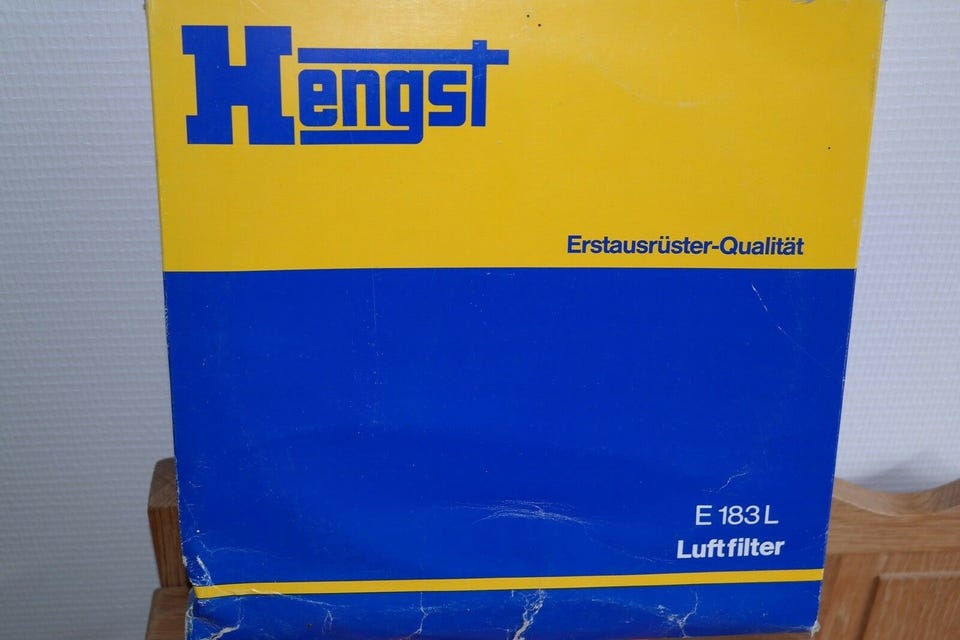 Hengst
Erstausrüster-Qualität
E 183 L
Luftfilter